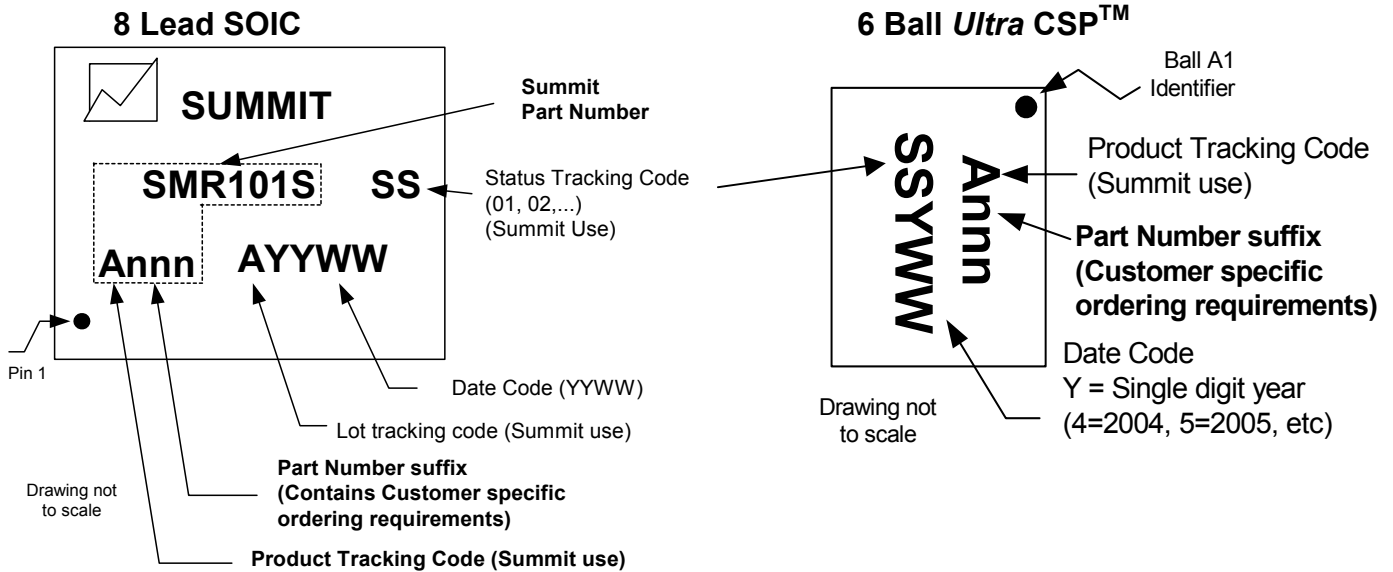 8 Lead SOIC
SUMMIT
Summit
Part Number
SMR101S
SS
Status Tracking Code
(01, 02,...)
(Summit Use)
Annn
AYYWW
Pin 1
Date Code (YYWW)
Lot tracking code (Summit use)
Part Number suffix
(Contains Customer specific
ordering requirements)
Drawing not
to scale
Product Tracking Code (Summit use)
6 Ball Ultra CSP™
Ball A1
Identifier
SSYWW
Annn
Product Tracking Code
(Summit use)
Part Number suffix
(Customer specific
ordering requirements)
Date Code
Y = Single digit year
(4=2004, 5=2005, etc)
Drawing not
to scale